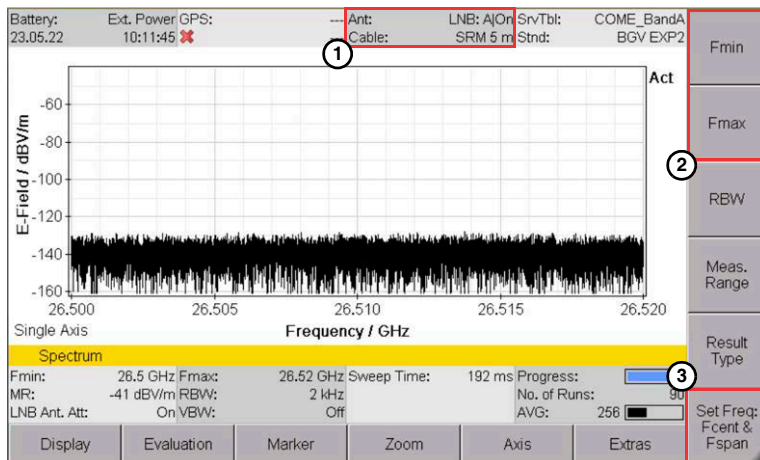 Battery: Ext. Power GPS: --- Ant: LNB: A|On SrvTbl: COME_BandA
23.05.22 10:11:45 --- Cable: SRM 5 m Stnd: BGV EXP2
1
Fmin
Fmax
2
RBW
Meas.
Range
Result
Type
3
Set Freq:
Fcent &
Fspan
Act
E-Field / dBV/m
-60
-80
-100
-120
-140
-160
26.500 26.505 26.510 26.515 26.520
Single Axis Frequency / GHz
Spectrum
Fmin: 26.5 GHz Fmax: 26.52 GHz Sweep Time: 192 ms Progress:
MR: -41 dBV/m RBW: 2 kHz No. of Runs: 90
LNB Ant. Att: On VBW: Off AVG: 256
Display Evaluation Marker Zoom Axis Extras